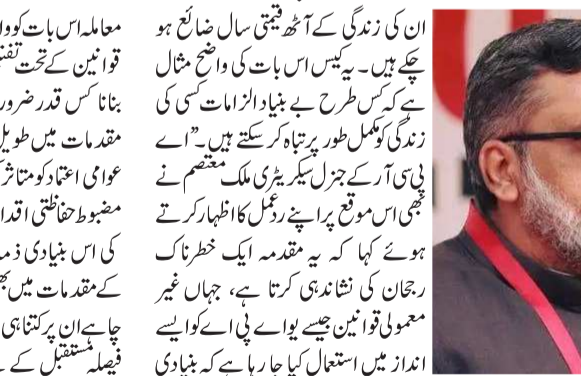 ان کی زندگی کے آٹھ قیمتی سال ضائع ہو
چکے ہیں۔ یہ کیس اس بات کی واضح مثال
ہے کہ کس طرح بے بنیاد الزامات کسی کی
زندگی کو مکمل طور پر تباہ کر سکتے ہیں۔”اے
پی سی آر کے جنرل سیکریٹری ملک معتصم نے
بھی اس موقع پر اپنے ردعمل کا اظہار کرتے
ہوئے کہا کہ یہ مقدمہ ایک خطرناک
رجحان کی نشاندہی کرتا ہے، جہاں غیر
معمولی قوانین جیسے یو اے پی اے کو ایسے
انداز میں استعمال کیا جا رہا ہے کہ بنیادی
معاملہ اس بات کو
قوانین کے تحت
بنانا کس قدر
مقدمات میں طویل
عوامی اعتماد کو متاثر
مضبوط حفاظتی
کی اس بنیادی
کے مقدمات میں
چاہے ان پر کتنا ہی
فیصلہ مستقبل کے